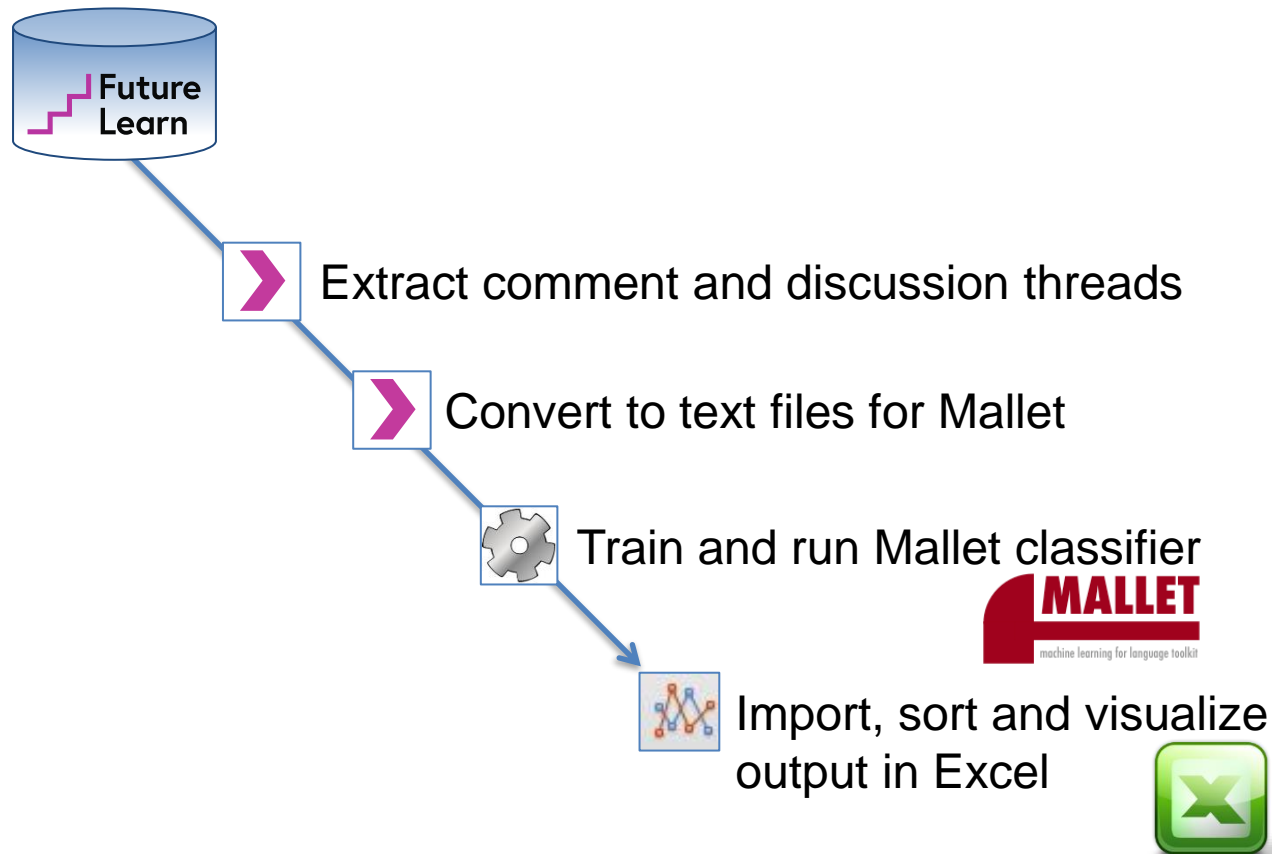 Future
Learn
Extract comment and discussion threads
Convert to text files for Mallet
Train and run Mallet classifier
MALLET
machine learning for language toolkit
Import, sort and visualize
output in Excel